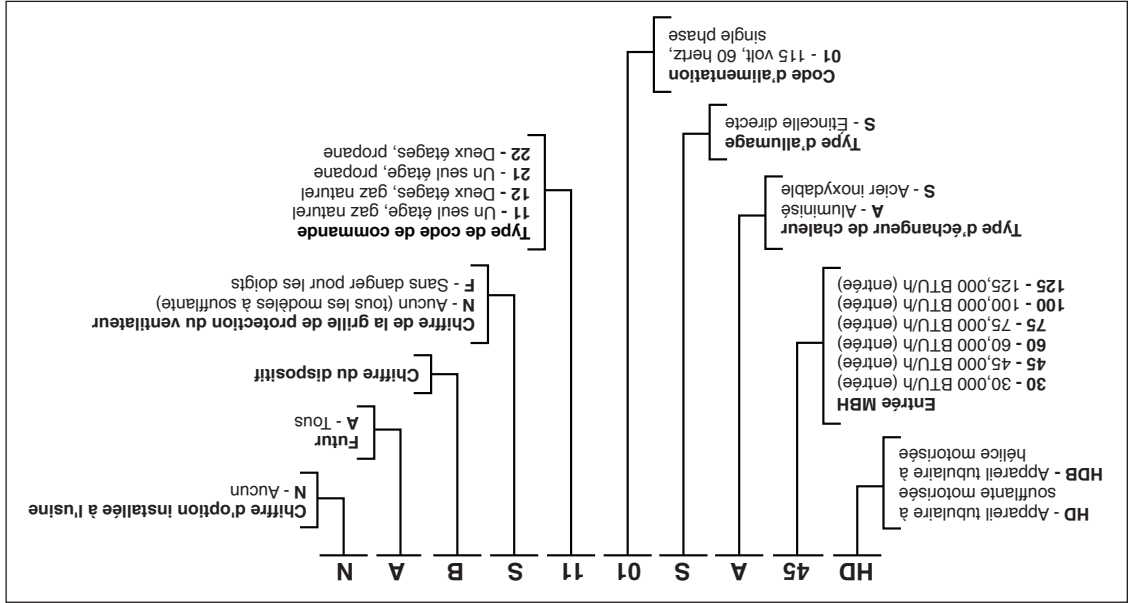 HD 45 A S 01 11 S B A N
HD - Appareil tubulaire à
soufflante motorisée
HDB - Appareil tubulaire à
hélice motorisée
Entrée MBH
30 - 30,000 BTU/h (entrée)
45 - 45,000 BTU/h (entrée)
60 - 60,000 BTU/h (entrée)
75 - 75,000 BTU/h (entrée)
100 - 100,000 BTU/h (entrée)
125 - 125,000 BTU/h (entrée)
Type d'échangeur de chaleur
A - Aluminisé
S - Acier inoxydable
Type d'allumage
S - Étincelle directe
Code d'alimentation
01 - 115 volt, 60 hertz,
single phase
Type de code de commande
11 - Un seul étage, gaz naturel
12 - Deux étages, gaz naturel
21 - Un seul étage, propane
22 - Deux étages, propane
Chiffre de la grille de protection du ventilateur
N - Aucun (tous les modèles à soufflante)
F - Sans danger pour les doigts
Chiffre du dispositif
Futur
A - Tous
Chiffre d'option installée à l'usine
N - Aucun